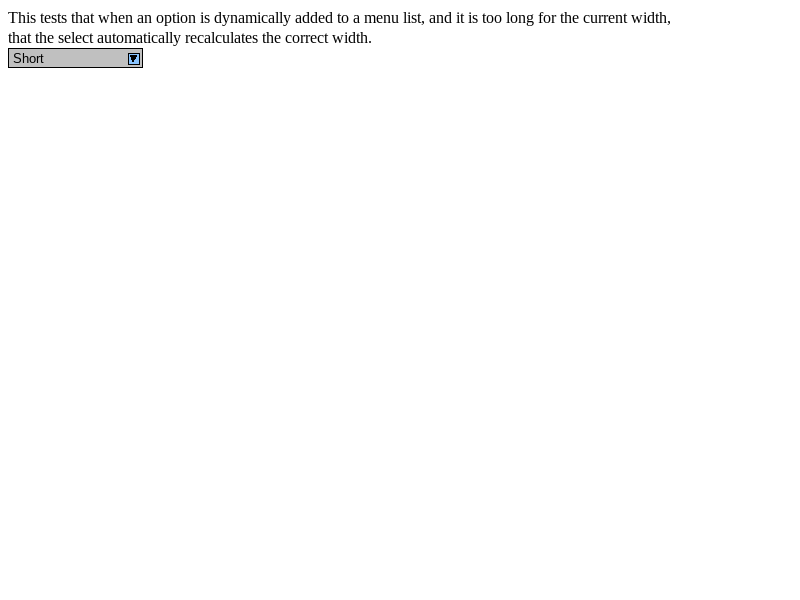 This tests that when an option is dynamically added to a menu list, and it is too long for the current width,
that the select automatically recalculates the correct width.
Short